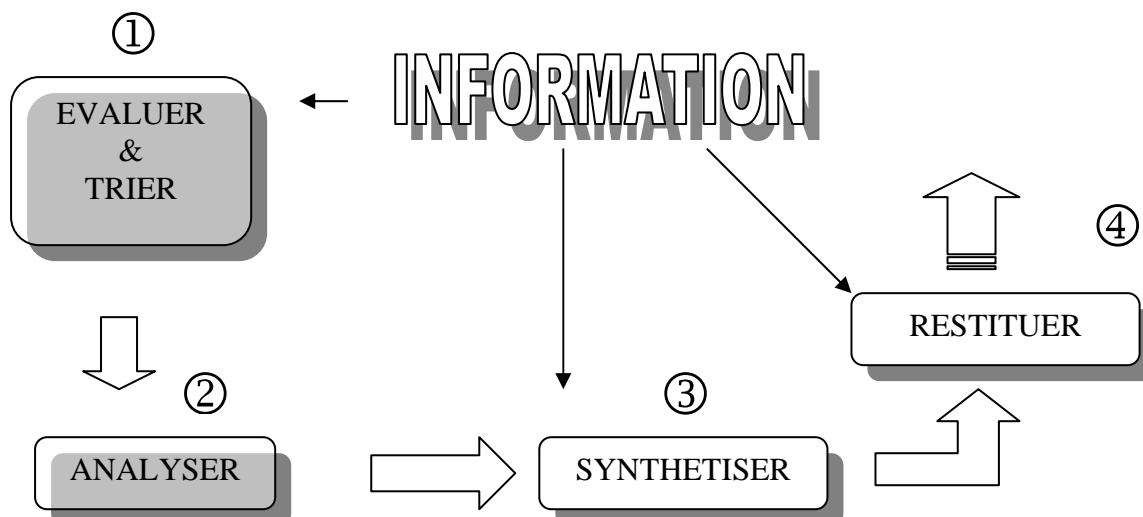 ①
INFORMATION
EVALUER
&
TRIER
④
RESTITUER
②
③
ANALYSER
SYNTHETISER